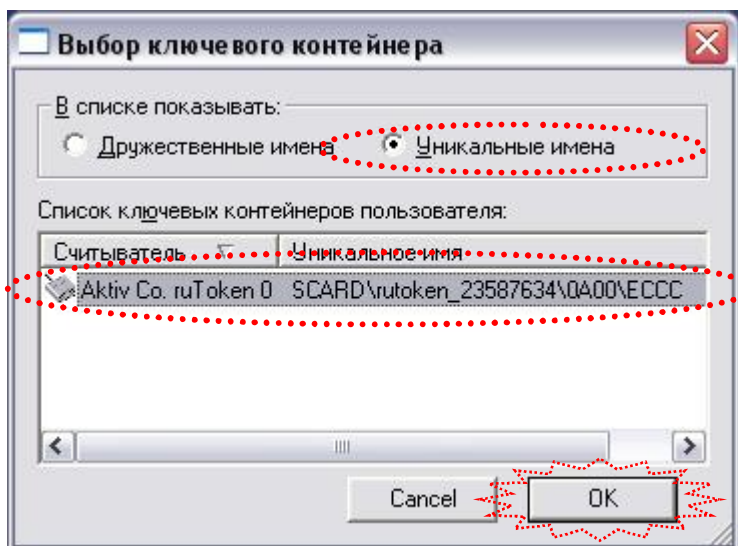 Выбор ключевого контейнера
В списке показывать:
Дружественные имена Уникальные имена
Список ключевых контейнеров пользователя:
Считыватель Уникальное имя
Aktiv Co. ruToken 0 SCARD\rutoken_23587634\0A00\ECCC
Cancel OK